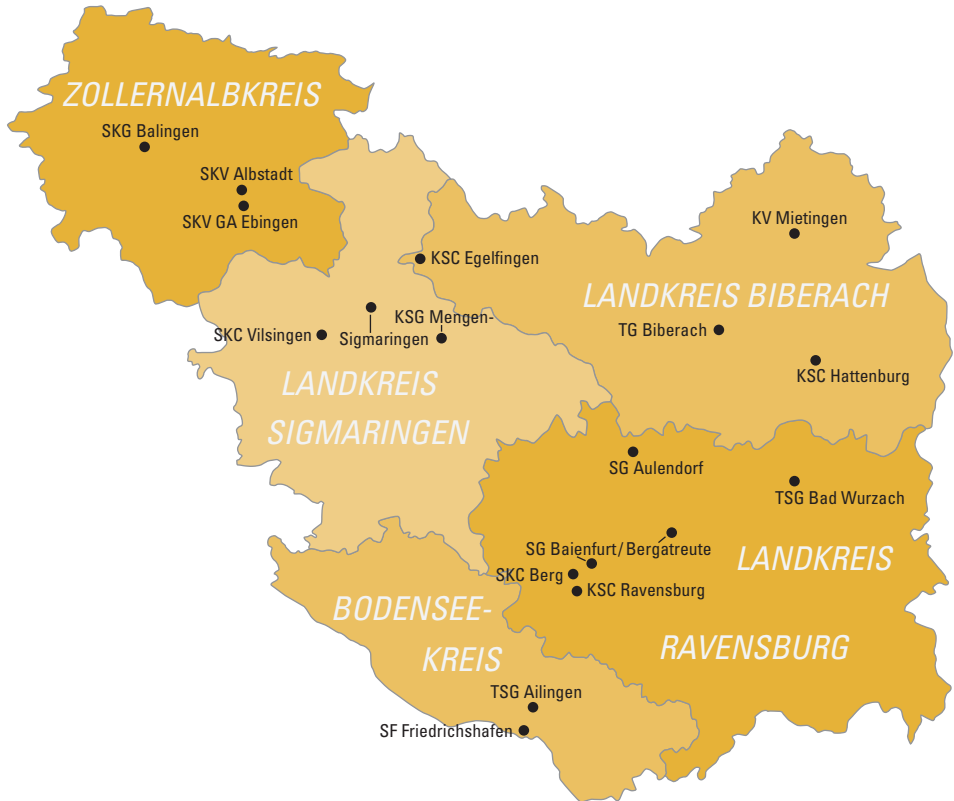 ZOLLERNALBKREIS
SKG Balingen
SKV Albstadt
SKV GA Ebingen
KV Mietingen
KSC Egelfingen
LANDKREIS BIBERACH
KSG Mengen-
Sigmaringen
SKC Vilsingen
TG Biberach
KSC Hattenburg
LANDKREIS
SIGMARINGEN
SG Aulendorf
TSG Bad Wurzach
SG Baienfurt/Bergatreute
LANDKREIS
RAVENSBURG
SKC Berg
KSC Ravensburg
BODENSEE-
KREIS
TSG Ailingen
SF Friedrichshafen